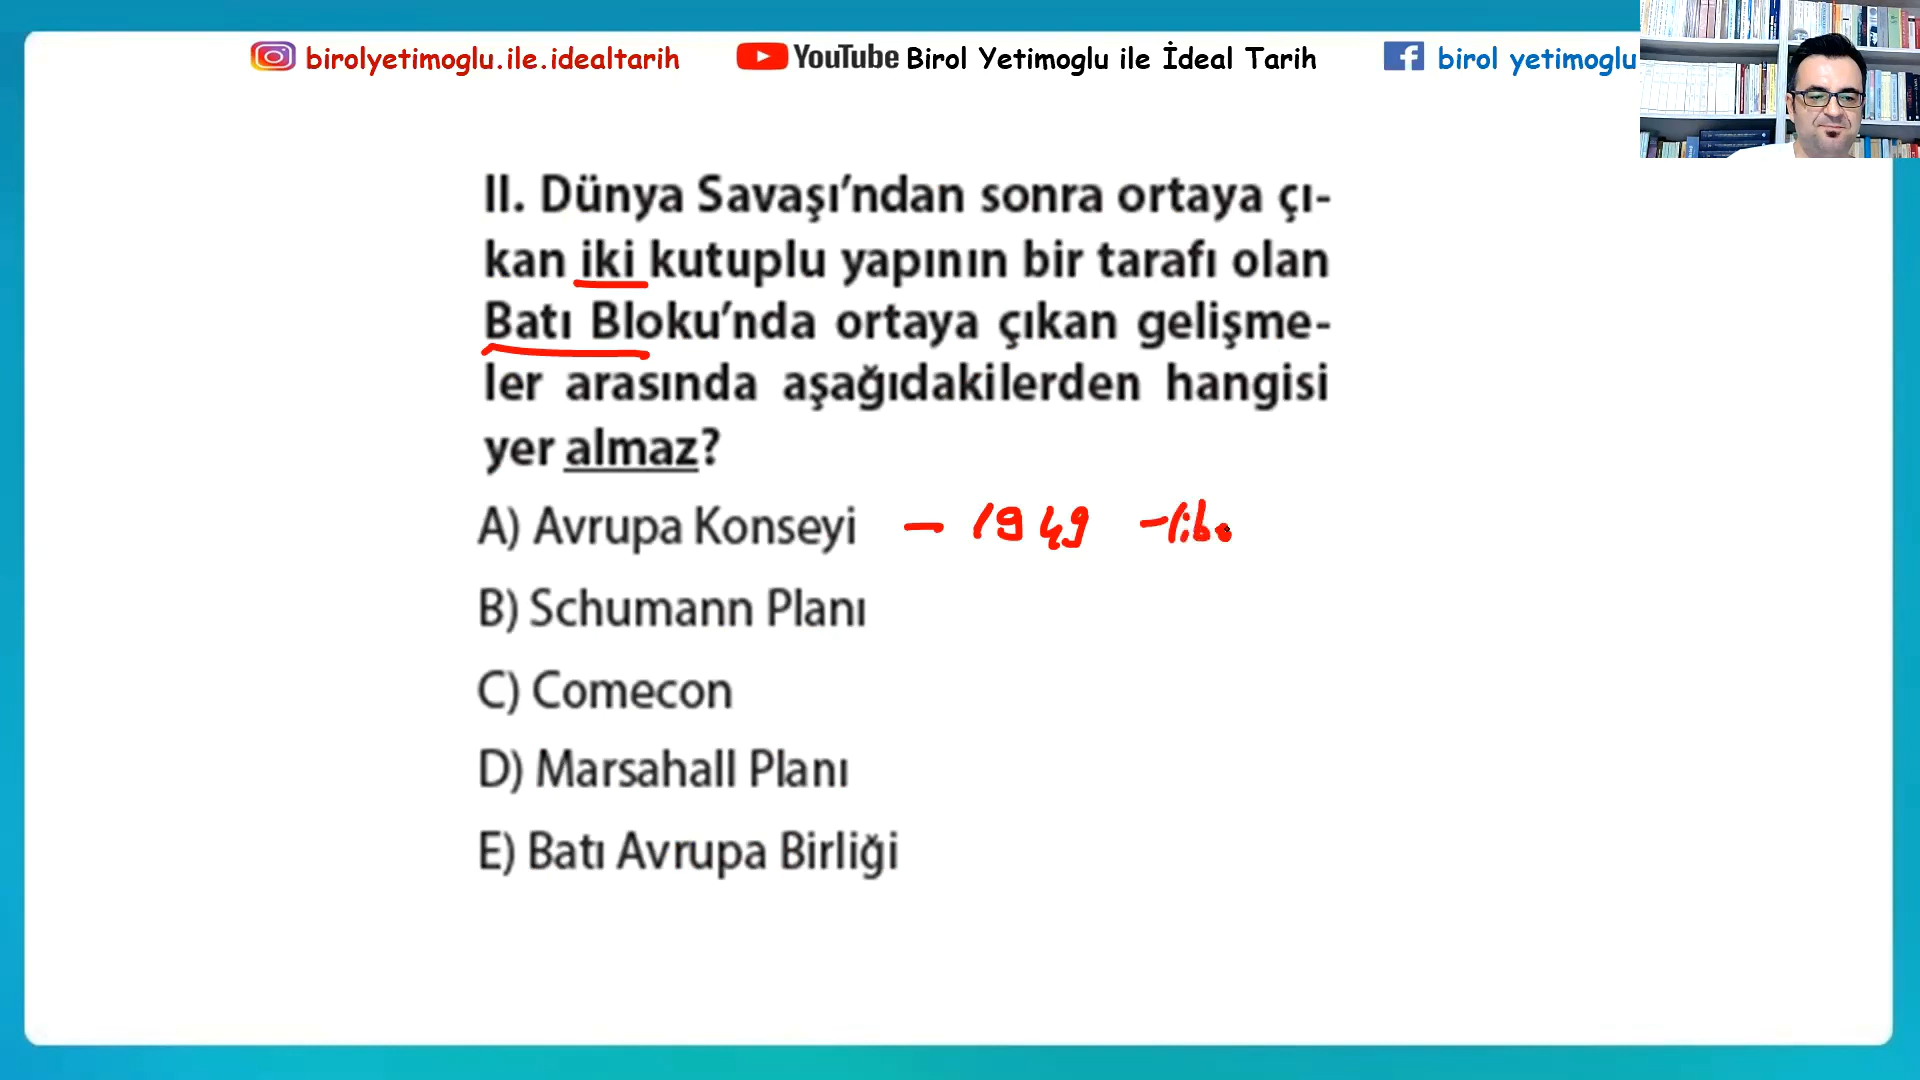 birolyetimoglu.ile.idealtarih YouTube Birol Yetimoglu ile İdeal Tarih birol yetimoglu
II. Dünya Savaşı'ndan sonra ortaya çı-
kan iki kutuplu yapının bir tarafı olan
Batı Bloku'nda ortaya çıkan gelişme-
ler arasında aşağıdakilerden hangisi
yer almaz?
A) Avrupa Konseyi – 1949 – libe
B) Schumann Planı
C) Comecon
D) Marsahall Planı
E) Batı Avrupa Birliği